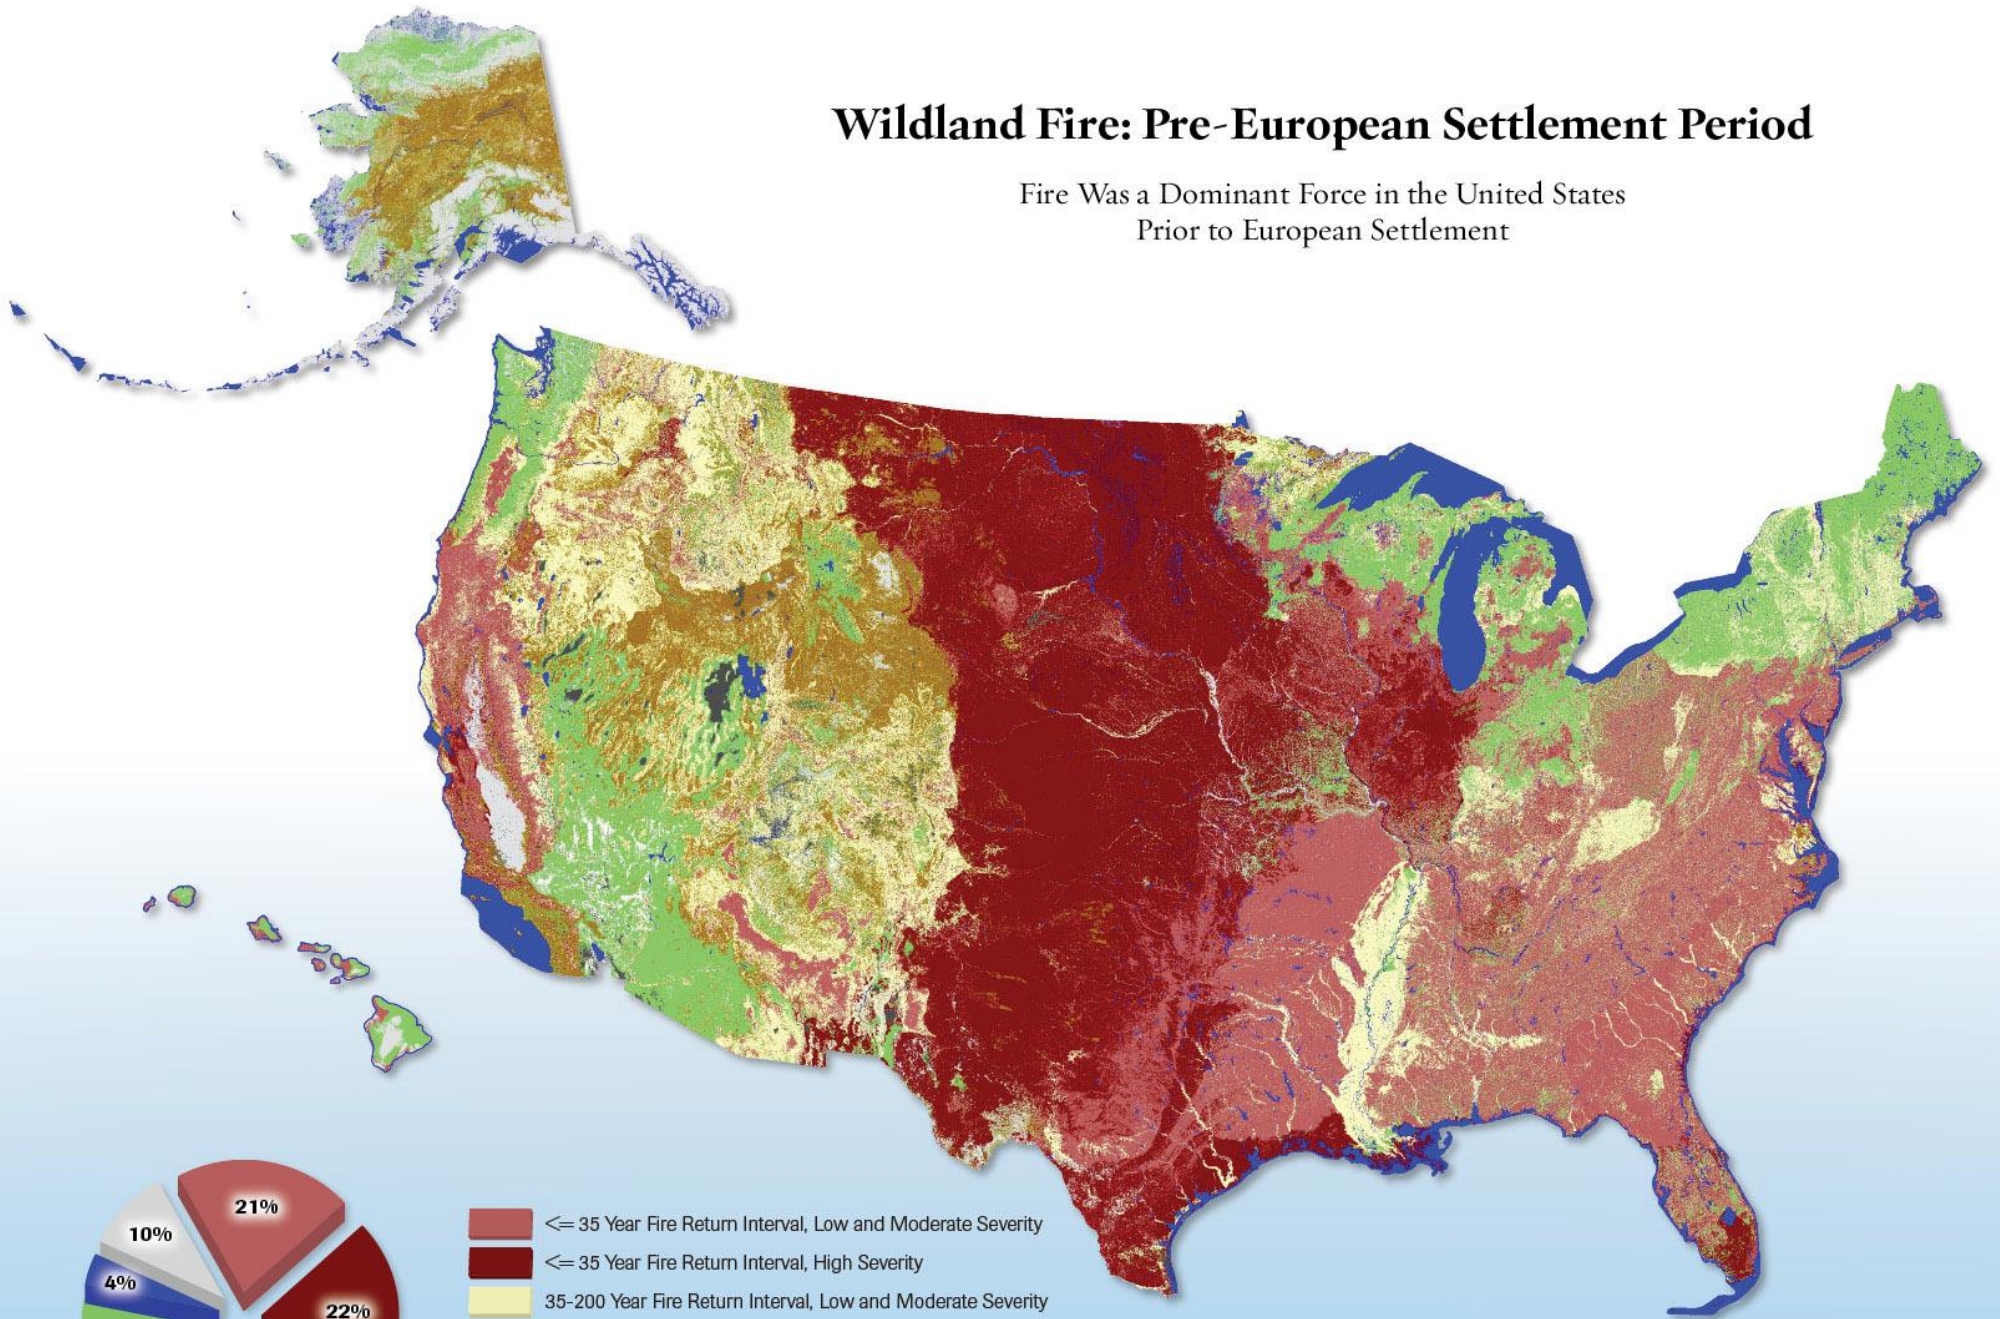 Wildland Fire: Pre-European Settlement Period
Fire Was a Dominant Force in the United States
Prior to European Settlement
21%
10%
4%
22%
<= 35 Year Fire Return Interval, Low and Moderate Severity
<= 35 Year Fire Return Interval, High Severity
35-200 Year Fire Return Interval, Low and Moderate Severity